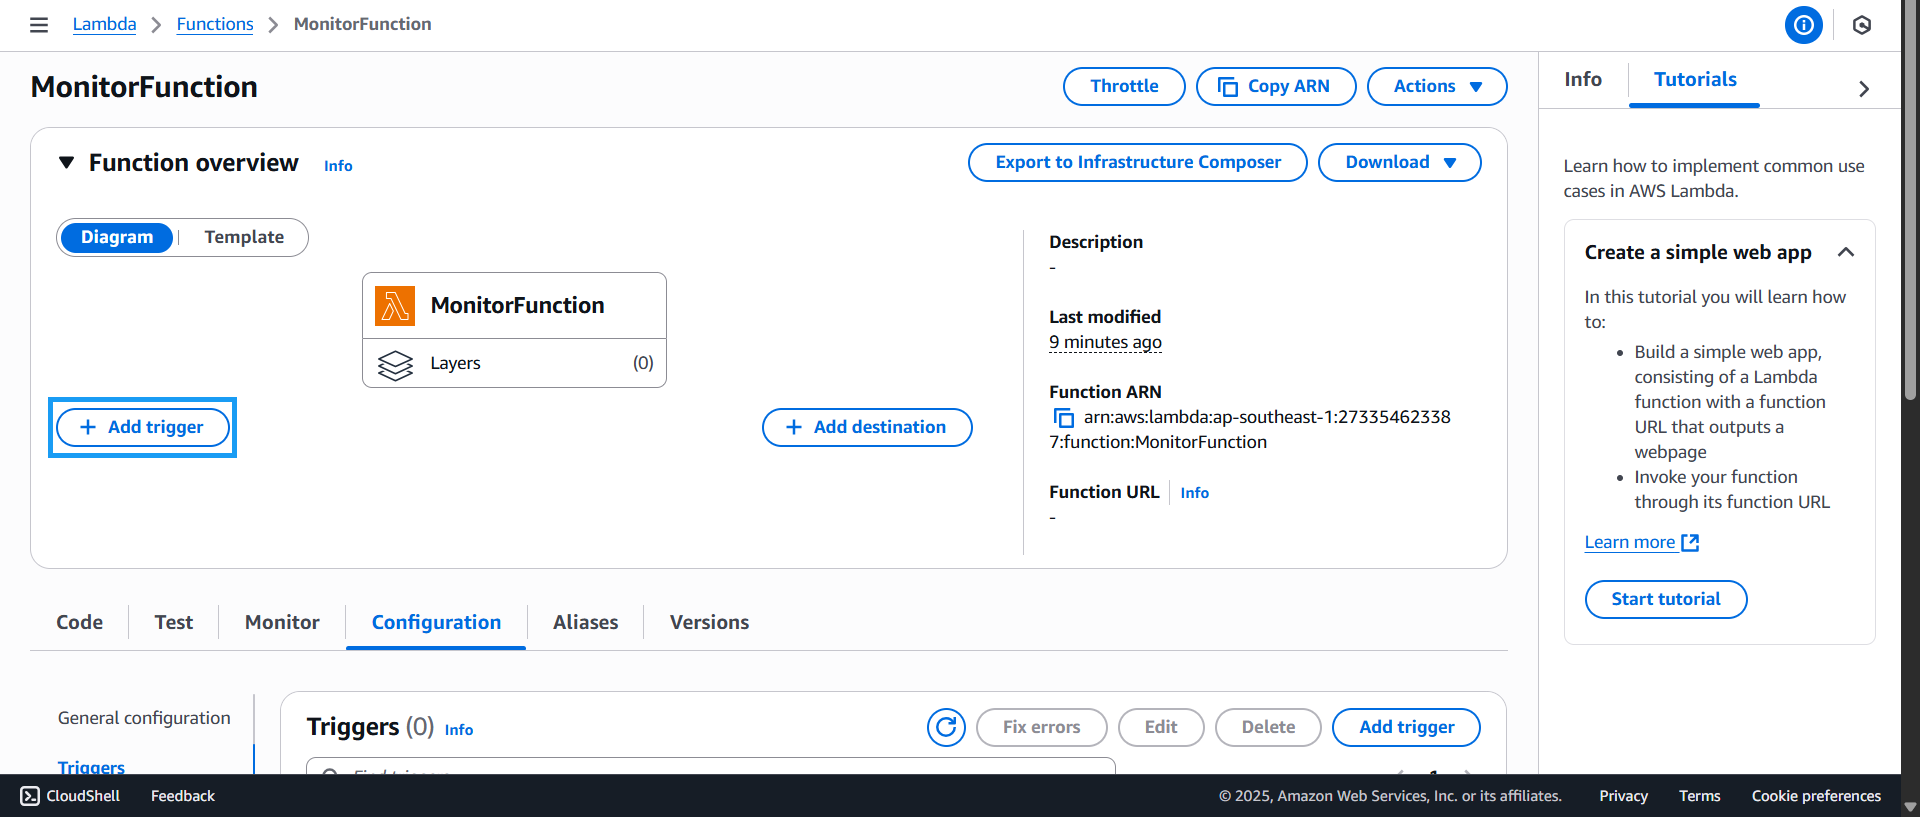 Lambda > Functions > MonitorFunction
MonitorFunction
Throttle
Copy ARN
Actions
Function overview Info
Export to Infrastructure Composer
Download
Diagram
Template
MonitorFunction
Layers (0)
+ Add trigger
+ Add destination
Description
-
Last modified
9 minutes ago
Function ARN
arn:aws:lambda:ap-southeast-1:27335462338
7:function:MonitorFunction
Function URL Info
-
Code
Test
Monitor
Configuration
Aliases
Versions
General configuration
Triggers
Triggers (0) Info
Fix errors
Edit
Delete
Add trigger
1
Info
Tutorials
Learn how to implement common use
cases in AWS Lambda.
Create a simple web app
In this tutorial you will learn how
to:
• Build a simple web app,
consisting of a Lambda
function with a function
URL that outputs a
webpage
• Invoke your function
through its function URL
Learn more
Start tutorial
CloudShell
Feedback
© 2025, Amazon Web Services, Inc. or its affiliates.
Privacy
Terms
Cookie preferences